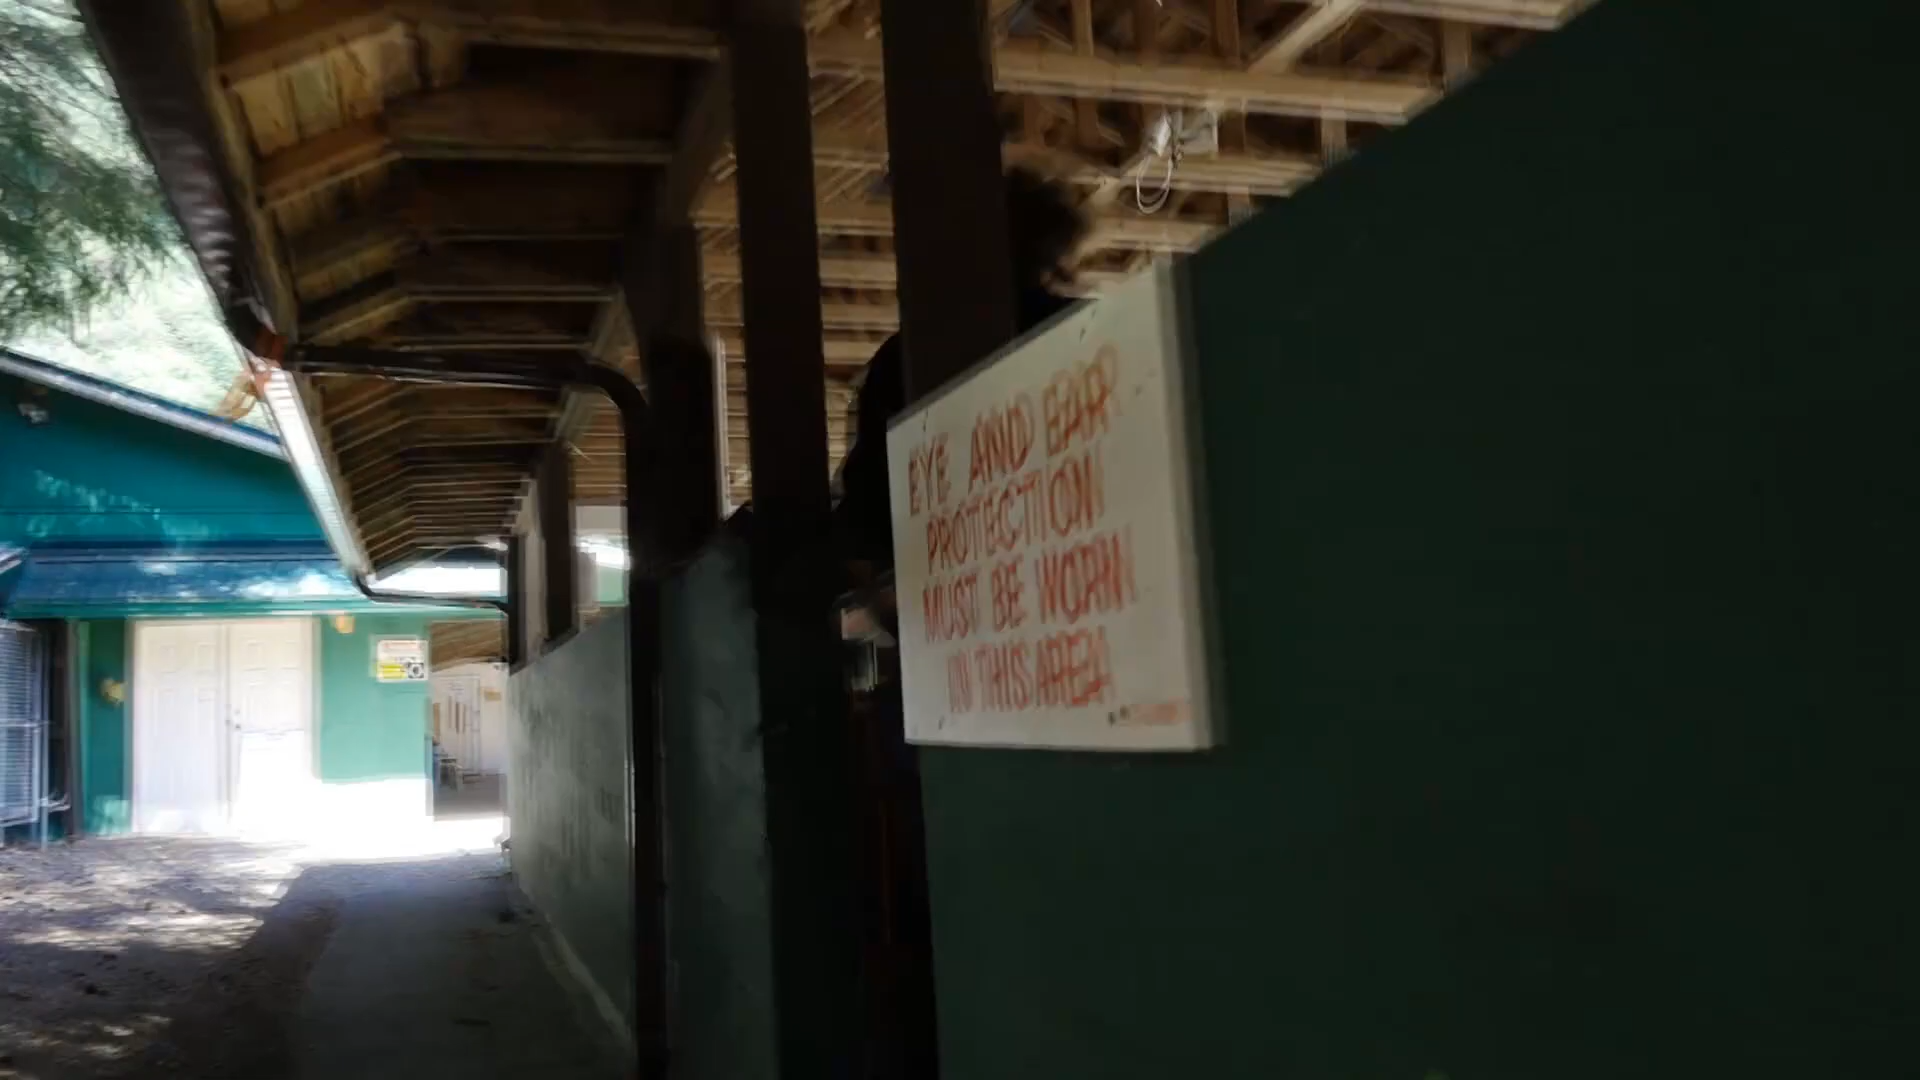 EYE AND EAR
PROTECTION
MUST BE WORN
IN THIS AREA